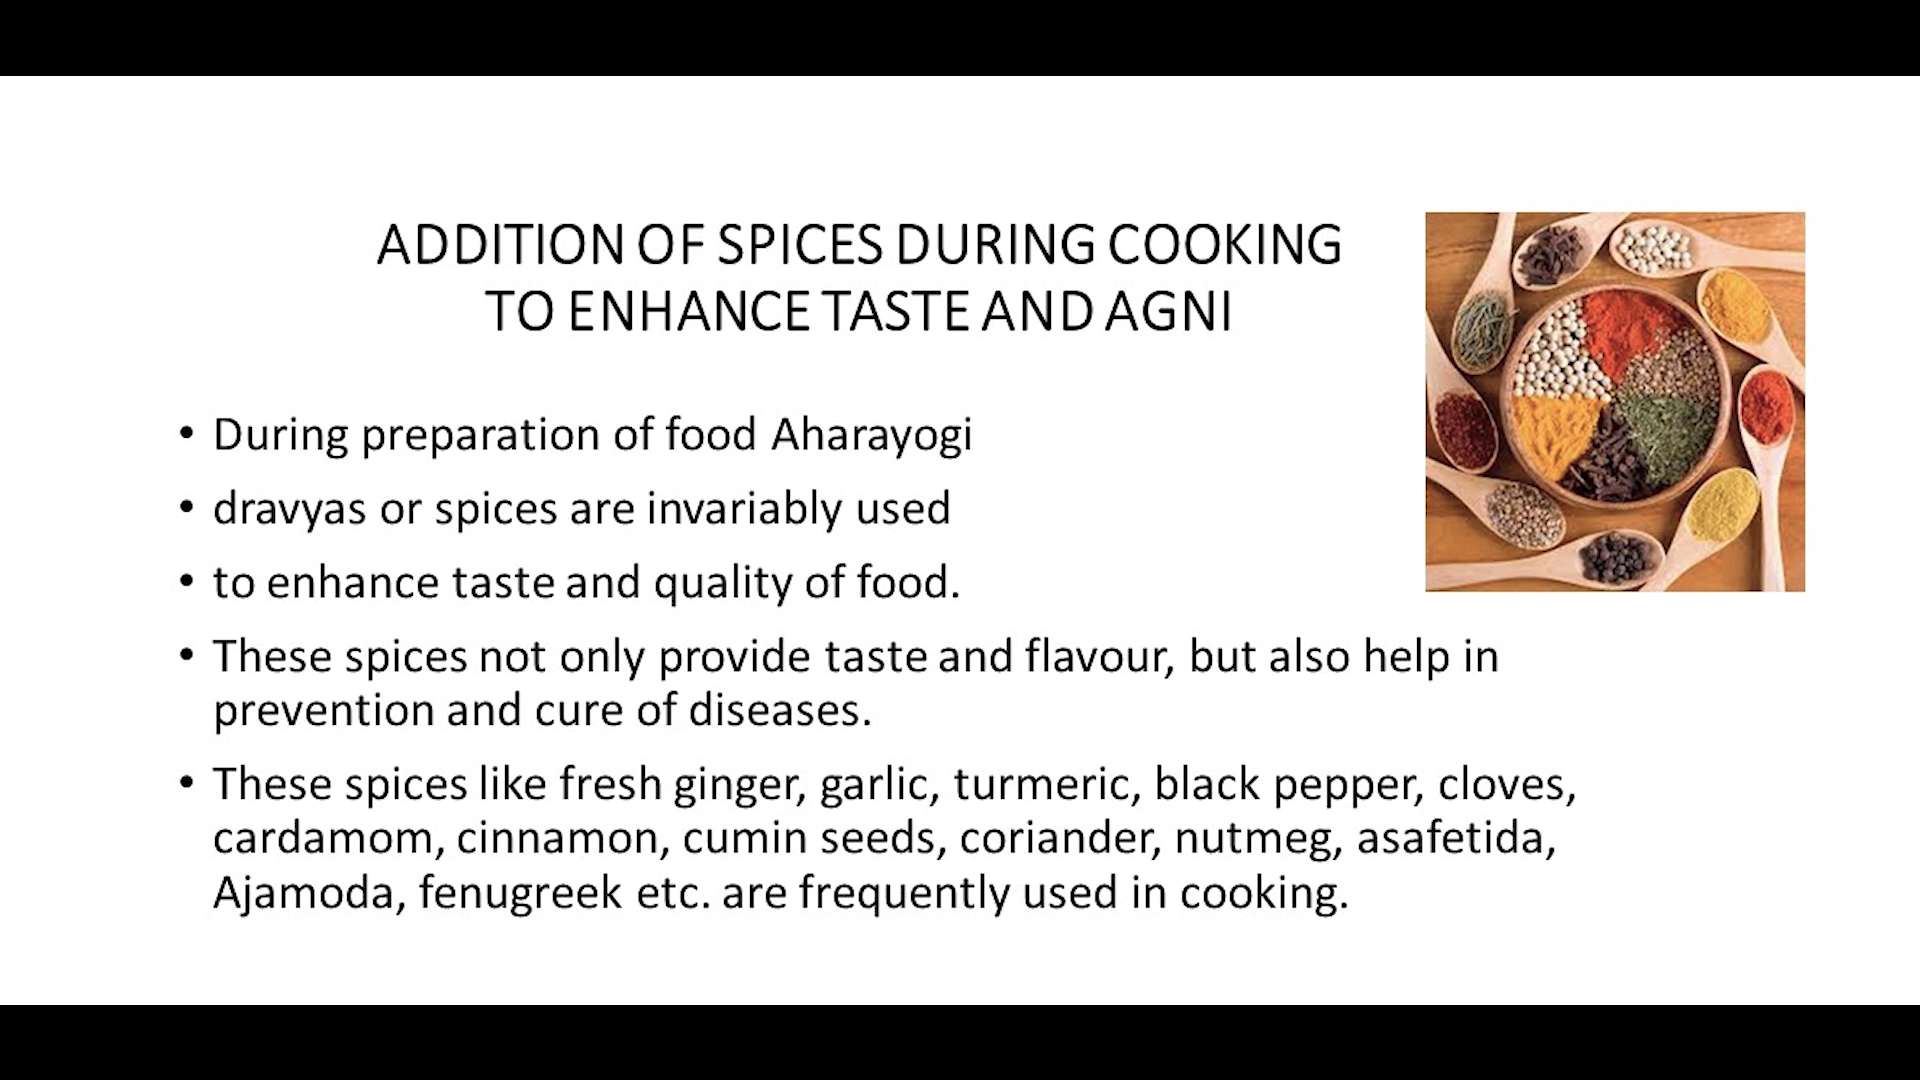 ADDITION OF SPICES DURING COOKING
TO ENHANCE TASTE AND AGNI
• During preparation of food Aharayogi
• dravyas or spices are invariably used
• to enhance taste and quality of food.
• These spices not only provide taste and flavour, but also help in
prevention and cure of diseases.
• These spices like fresh ginger, garlic, turmeric, black pepper, cloves,
cardamom, cinnamon, cumin seeds, coriander, nutmeg, asafetida,
Ajamoda, fenugreek etc. are frequently used in cooking.